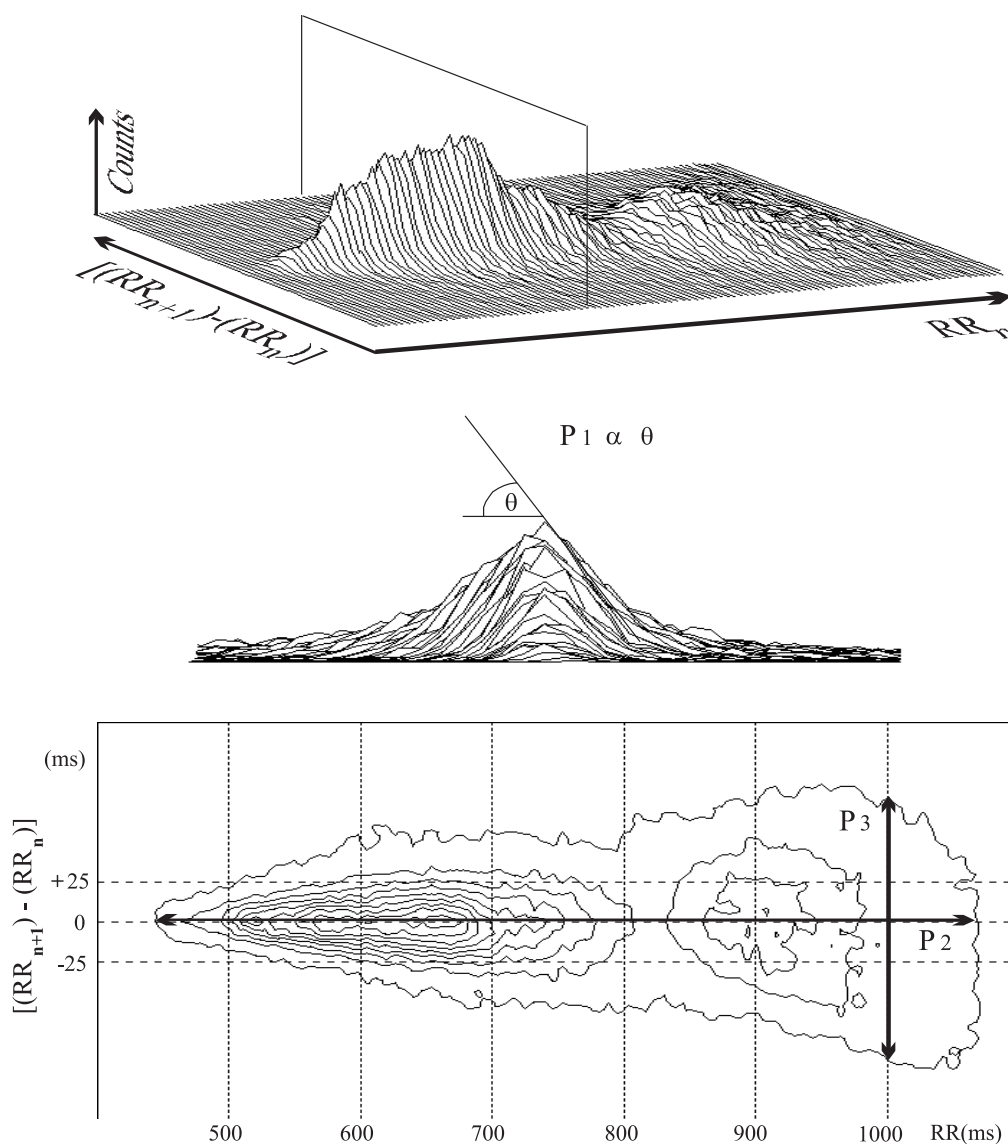 Counts
[((RRn+1)-(RRn)]
RRn
P1 α θ
θ
(ms)
[(RRn+1) - (RRn)]
+25
0
-25
P3
P2
500 600 700 800 900 1000 RR(ms)